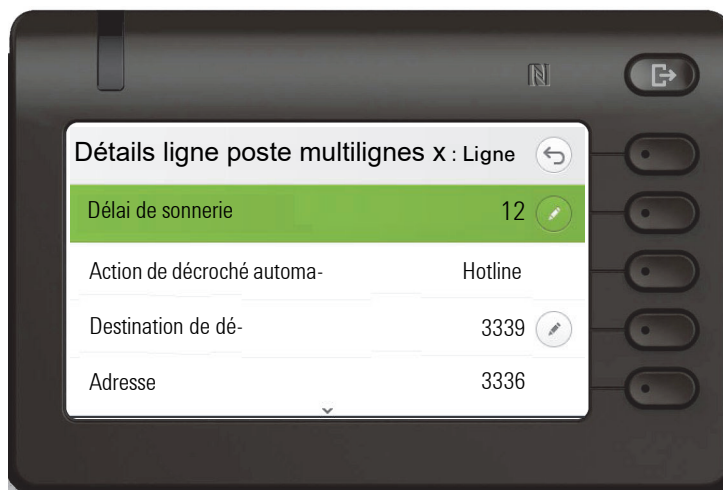 Détails ligne poste multilignes x : Ligne
Délai de sonnerie 12
Action de décroché automa- Hotline
Destination de dé- 3339
Adresse 3336